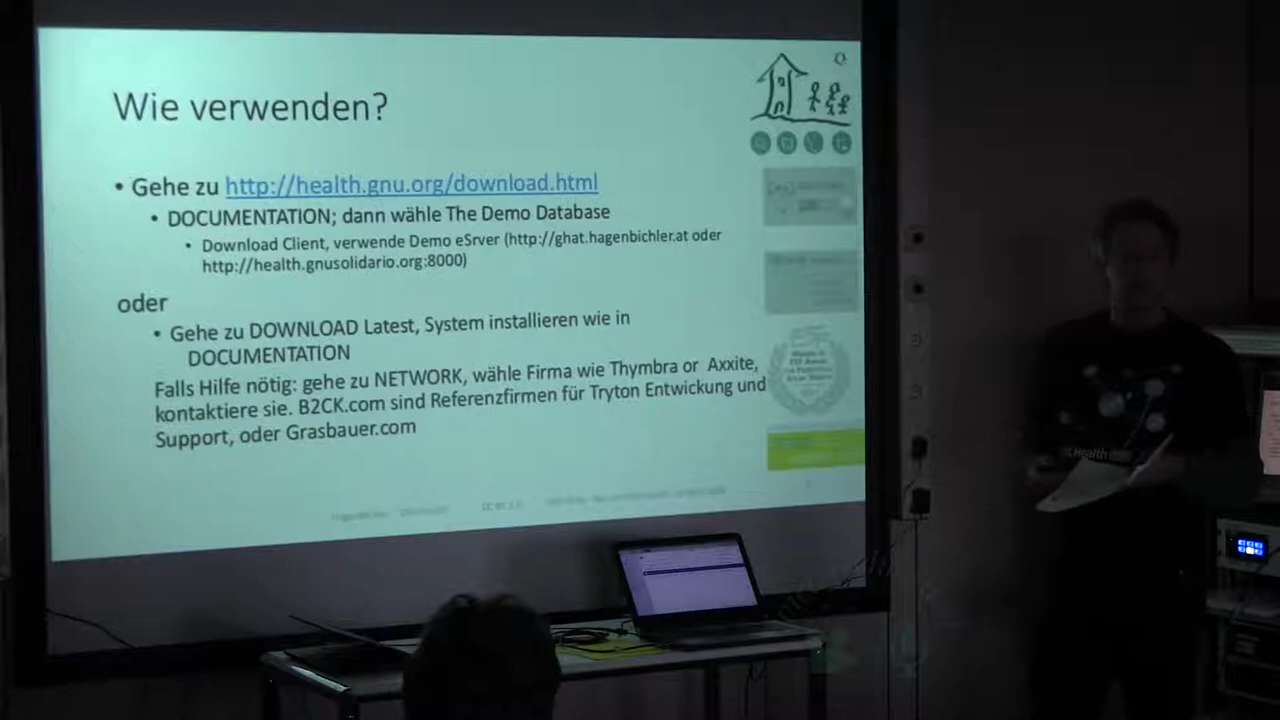 Wie verwenden?
• Gehe zu http://health.gnu.org/download.html
• DOCUMENTATION; dann wähle The Demo Database
• Download Client, verwende Demo eSrver (http://ghat.hagenbichler.at oder
http://health.gnusolidario.org:8000)
oder
• Gehe zu DOWNLOAD Latest, System installieren wie in
DOCUMENTATION
Falls Hilfe nötig: gehe zu NETWORK, wähle Firma wie Thymbra or Axxite,
kontaktiere sie. B2CK.com sind Referenzfirmen für Tryton Entwickung und
Support, oder Grasbauer.com
Health